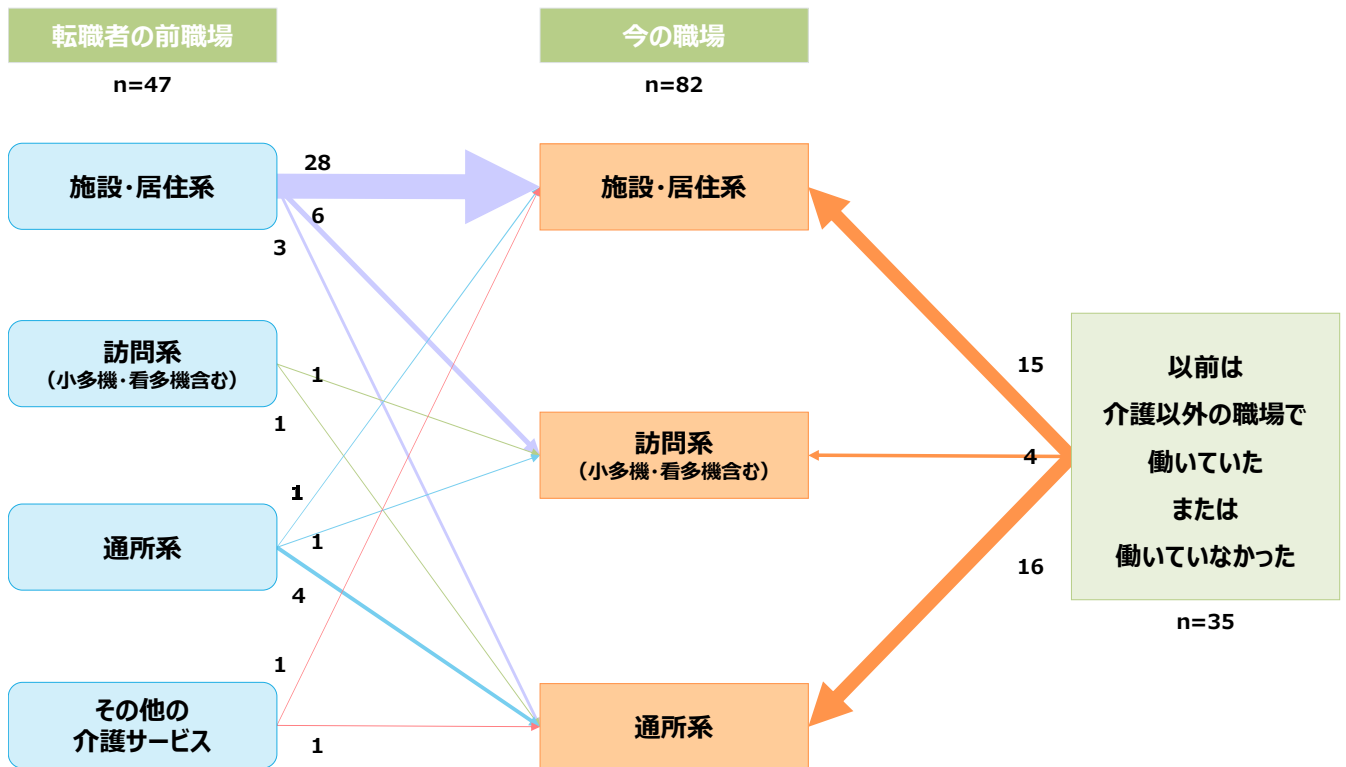 転職者の前職場
今の職場
n=47
n=82
施設・居住系
28
6
3
施設・居住系
訪問系
（小多機・看多機含む）
1
1
15
4
16
訪問系
（小多機・看多機含む）
以前は
介護以外の職場で
働いていた
または
働いていなかった
n=35
通所系
1
1
4
その他の
介護サービス
1
1
通所系